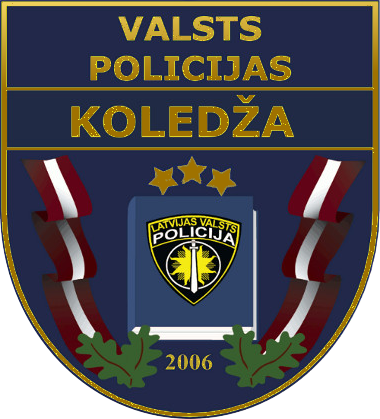 VALSTS
POLICIJAS
KOLEDŽA
LATVIJAS VALSTS
POLICIJA
2006